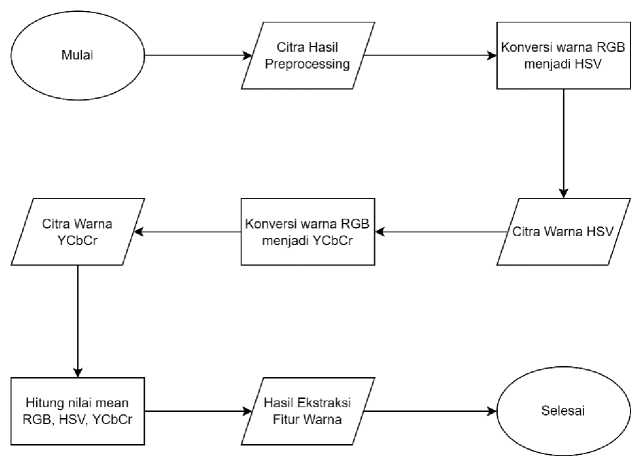 Mulai
Citra Hasil
Preprocessing
Konversi warna RGB
menjadi HSV
Citra Warna HSV
Konversi warna RGB
menjadi YCbCr
Citra Warna
YCbCr
Hitung nilai mean
RGB, HSV, YCbCr
Hasil Ekstraksi
Fitur Warna
Selesai